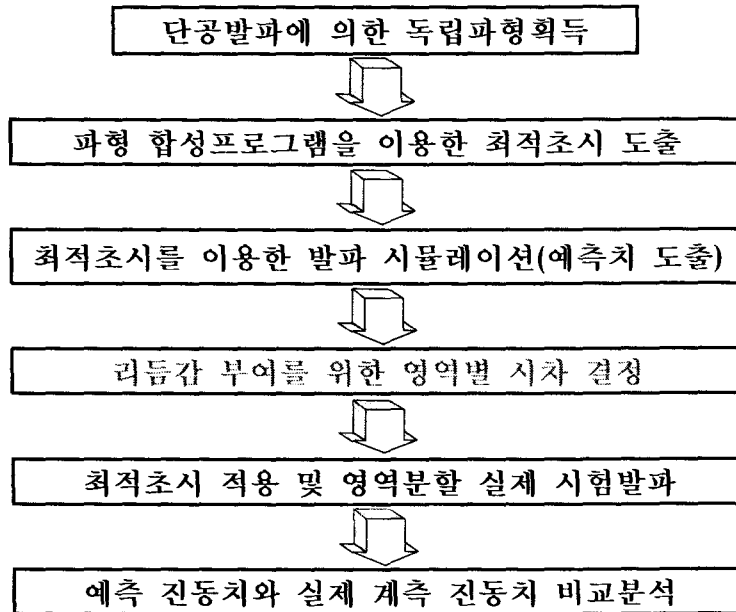 단공발파에 의한 독립파형획득
파형 합성프로그램을 이용한 최적초시 도출
최적초시를 이용한 발파 시뮬레이션(예측치 도출)
리듬감 부여를 위한 영역별 시차 결정
최적초시 적용 및 영역분할 실제 시험발파
예측 진동치와 실제 계측 진동치 비교분석